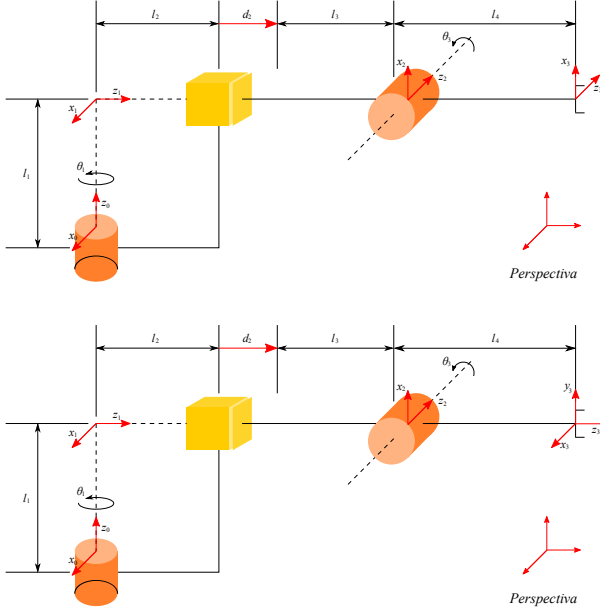 l₂ d₂ l₃ l₄
θ₃
x₂ x₃
z₁ z₂
x₁
l₁
θ₁
z₀
x₀
Perspectiva
l₂ d₂ l₃ l₄
θ₃
x₂ y₃
z₁ z₂
x₁ x₃ z₃
l₁
θ₁
z₀
x₀
Perspectiva